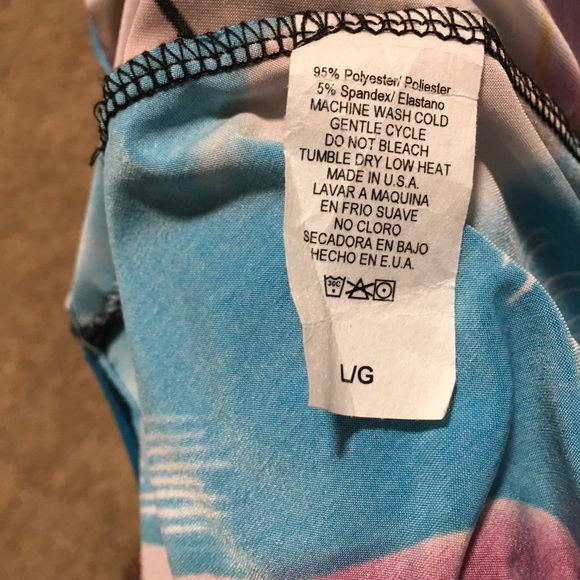 95% Polyester/ Poliester
5% Spandex/ Elastano
MACHINE WASH COLD
GENTLE CYCLE
DO NOT BLEACH
TUMBLE DRY LOW HEAT
MADE IN U.S.A.
LAVAR A MAQUINA
EN FRIO SUAVE
NO CLORO
SECADORA EN BAJO
HECHO EN E.U.A.
30C
L/G